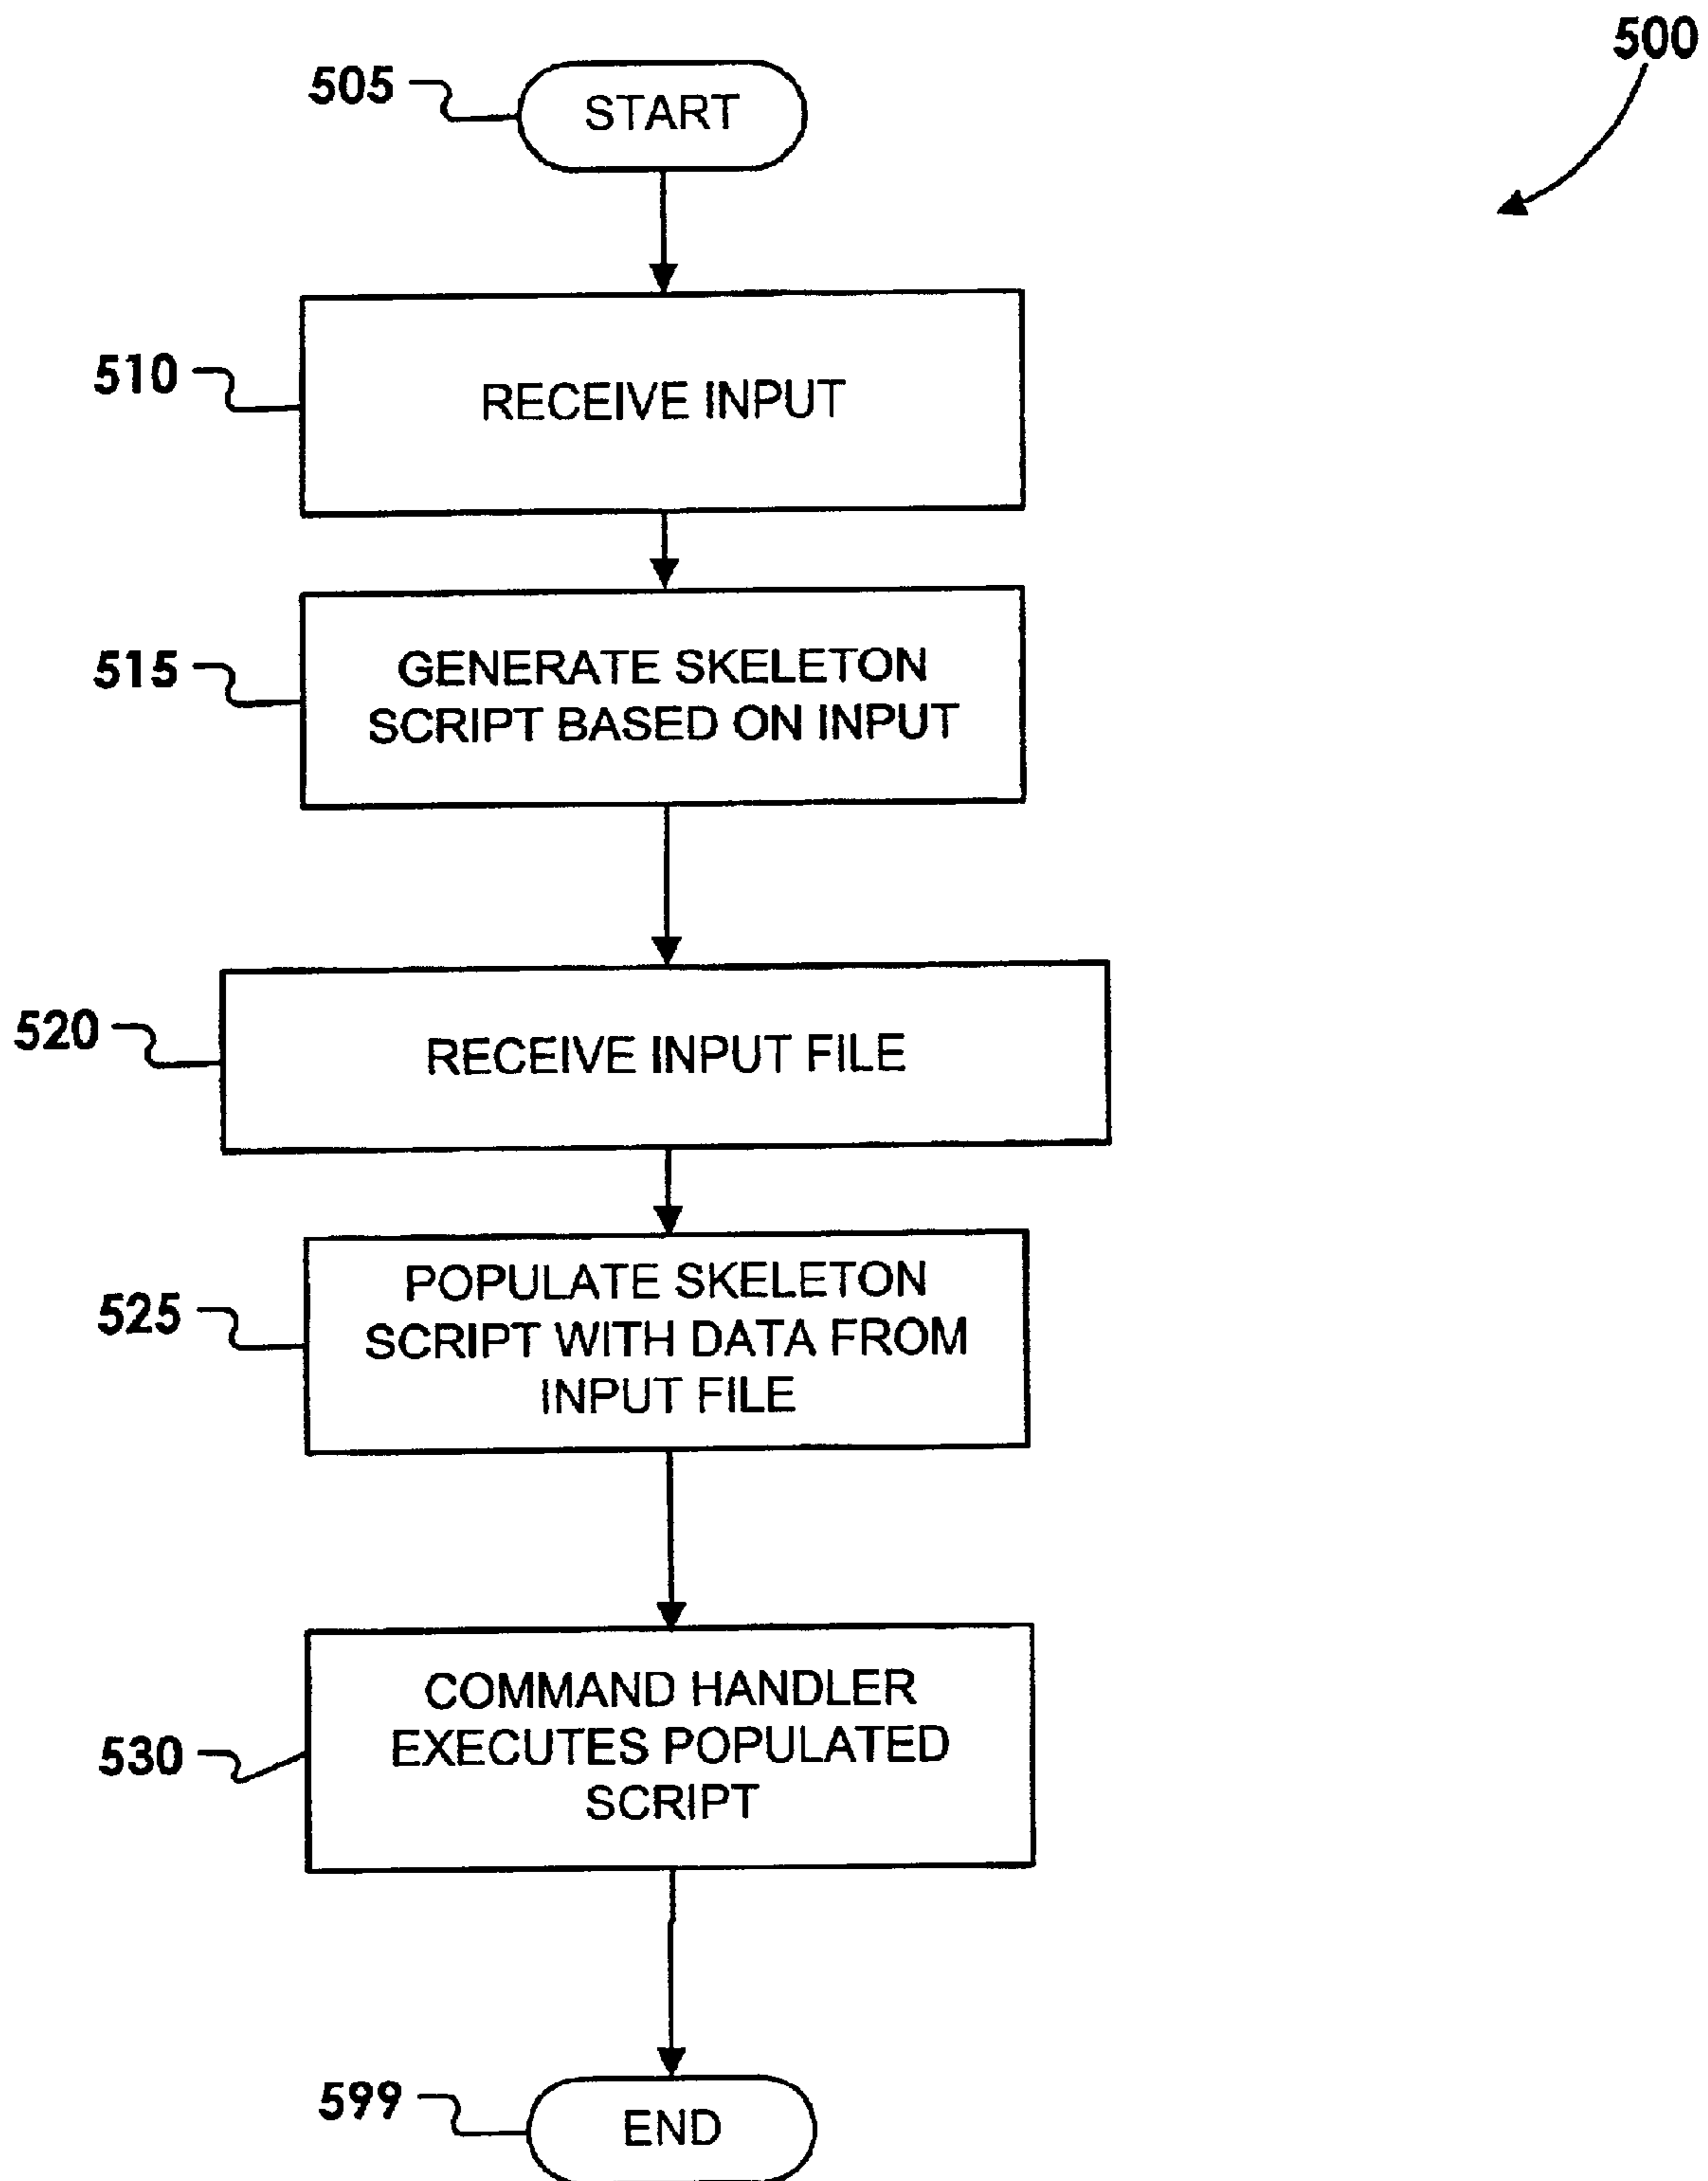 500
505
START
510
RECEIVE INPUT
515
GENERATE SKELETON
SCRIPT BASED ON INPUT
520
RECEIVE INPUT FILE
525
POPULATE SKELETON
SCRIPT WITH DATA FROM
INPUT FILE
530
COMMAND HANDLER
EXECUTES POPULATED
SCRIPT
599
END